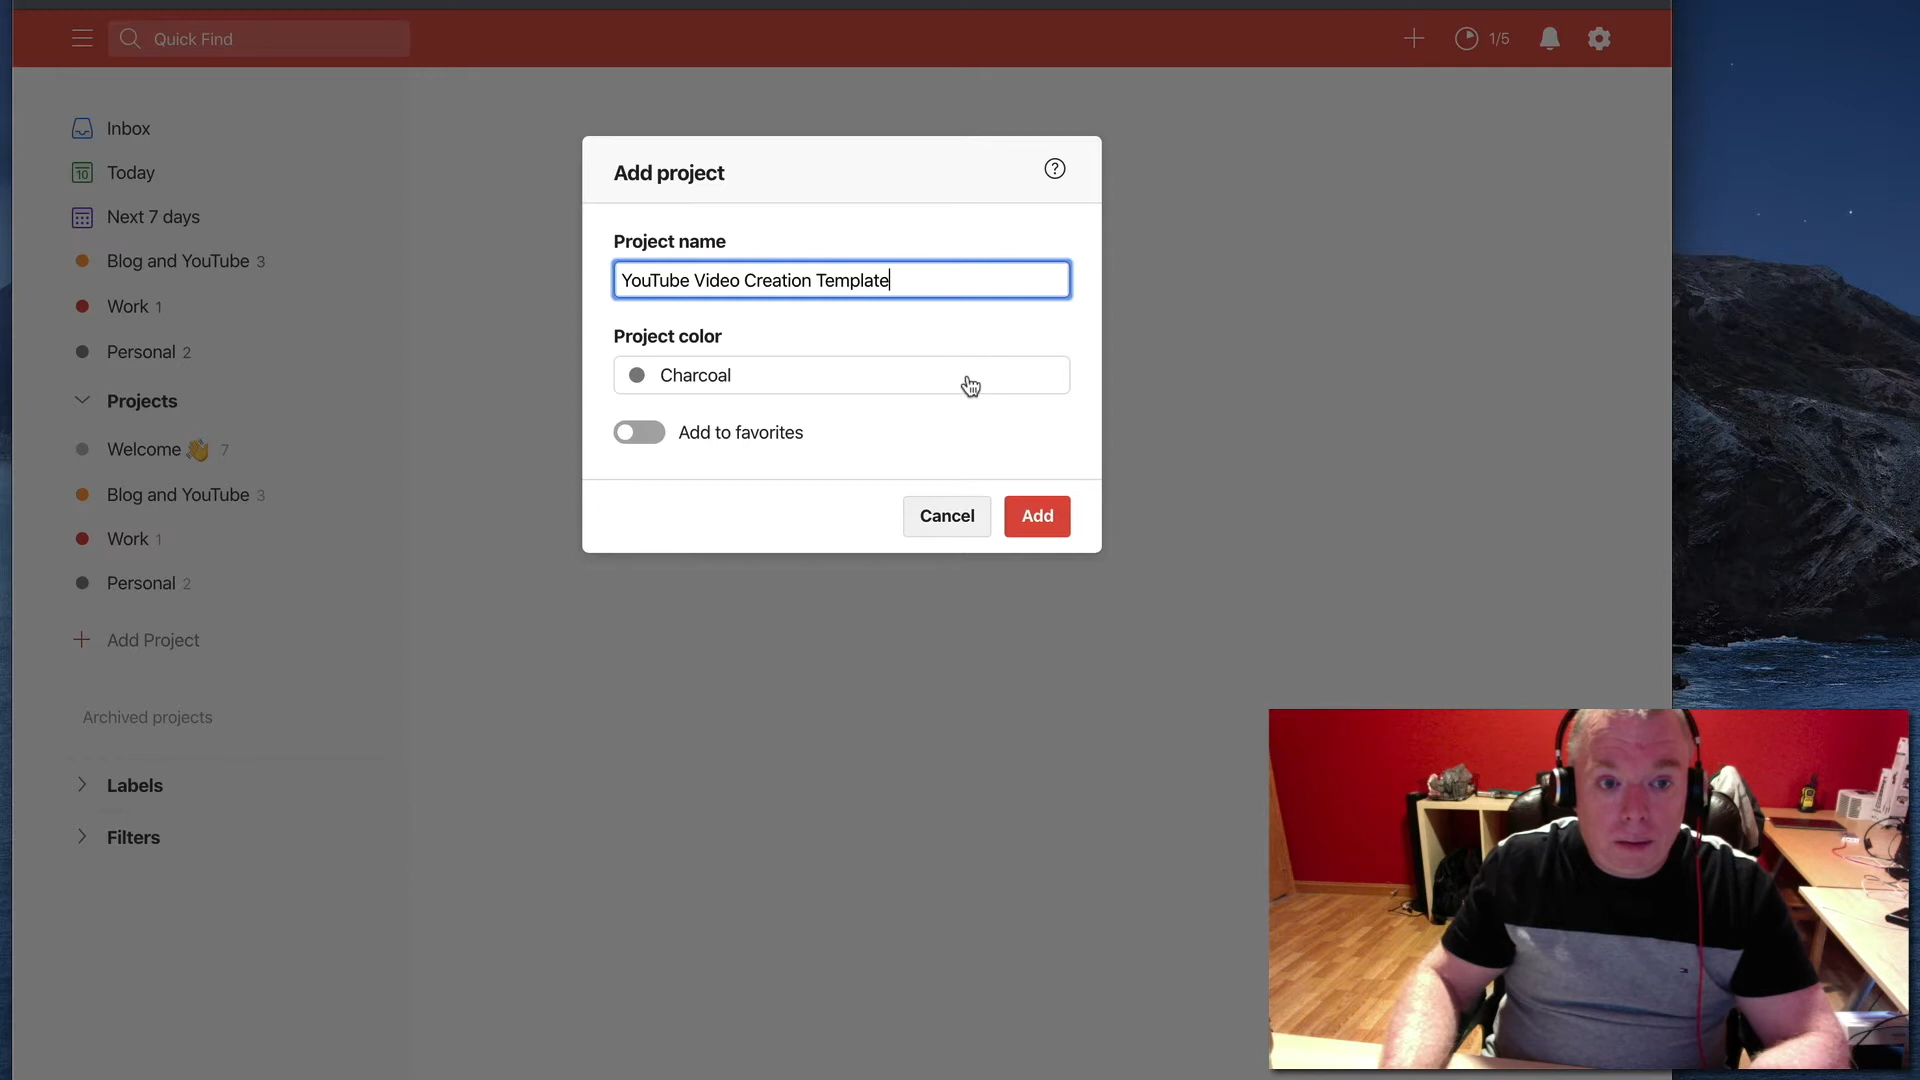 Quick Find
1/5
Inbox
10 Today
Next 7 days
Blog and YouTube 3
Work 1
Personal 2
Projects
Welcome 👋 7
Blog and YouTube 3
Work 1
Personal 2
Add Project
Archived projects
Labels
Filters
Add project
?
Project name
YouTube Video Creation Template
Project color
Charcoal
Add to favorites
Cancel Add